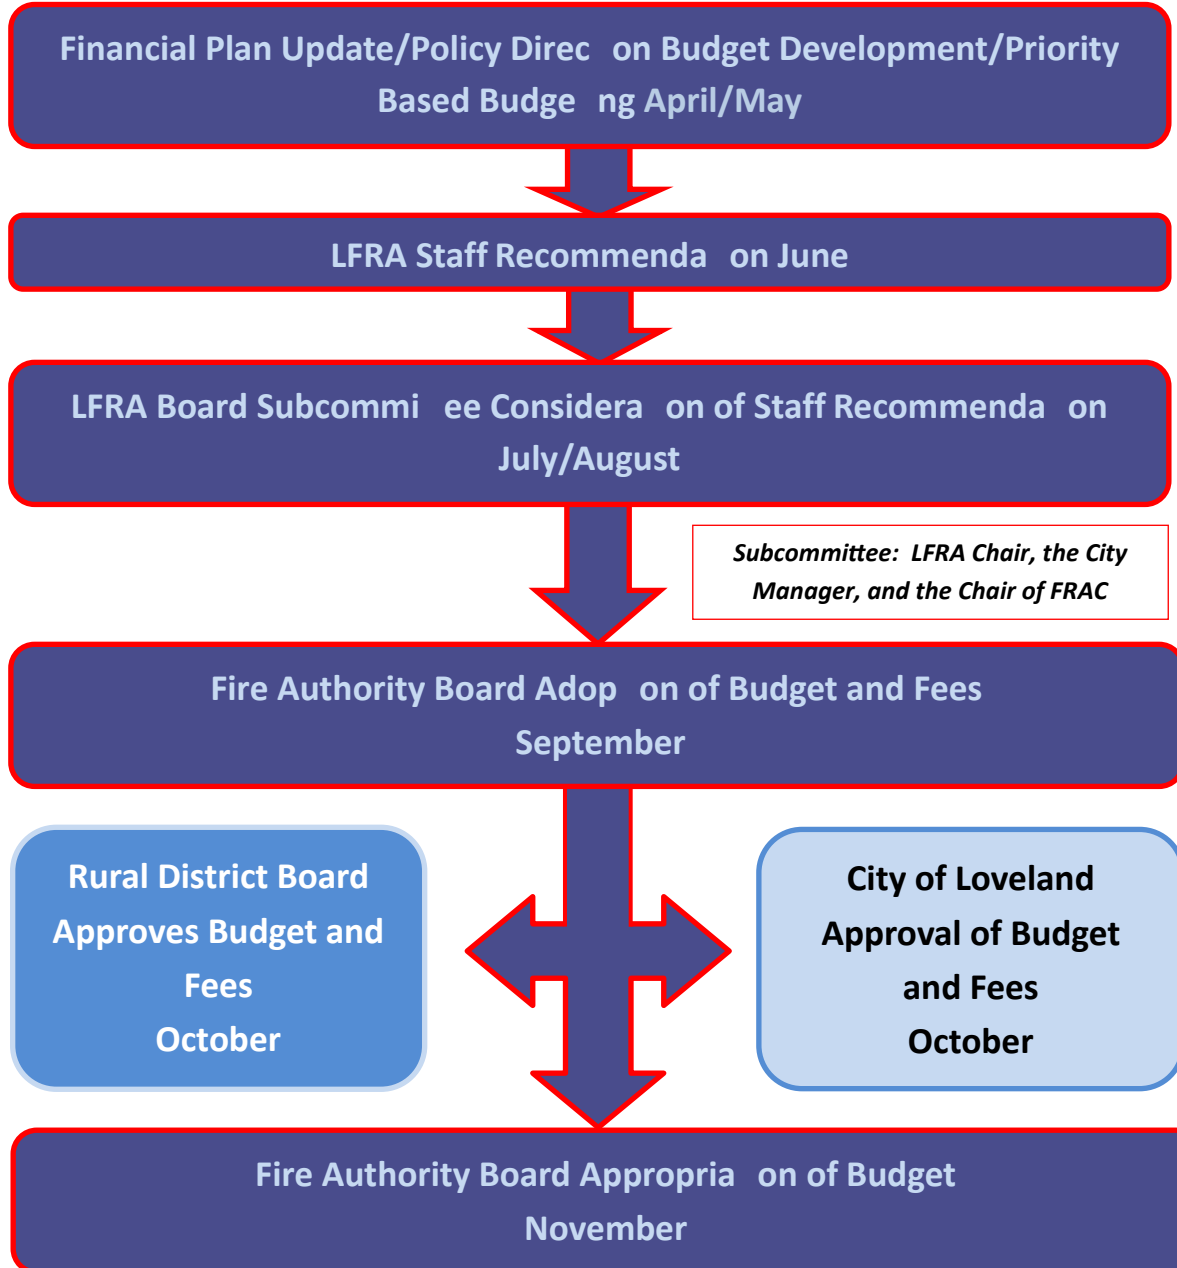 Financial Plan Update/Policy Direc on Budget Development/Priority
Based Budge ng April/May
LFRA Staff Recommenda on June
LFRA Board Subcommi ee Considera on of Staff Recommenda on
July/August
Subcommittee: LFRA Chair, the City
Manager, and the Chair of FRAC
Fire Authority Board Adop on of Budget and Fees
September
Rural District Board
Approves Budget and
Fees
October
City of Loveland
Approval of Budget
and Fees
October
Fire Authority Board Appropria on of Budget
November